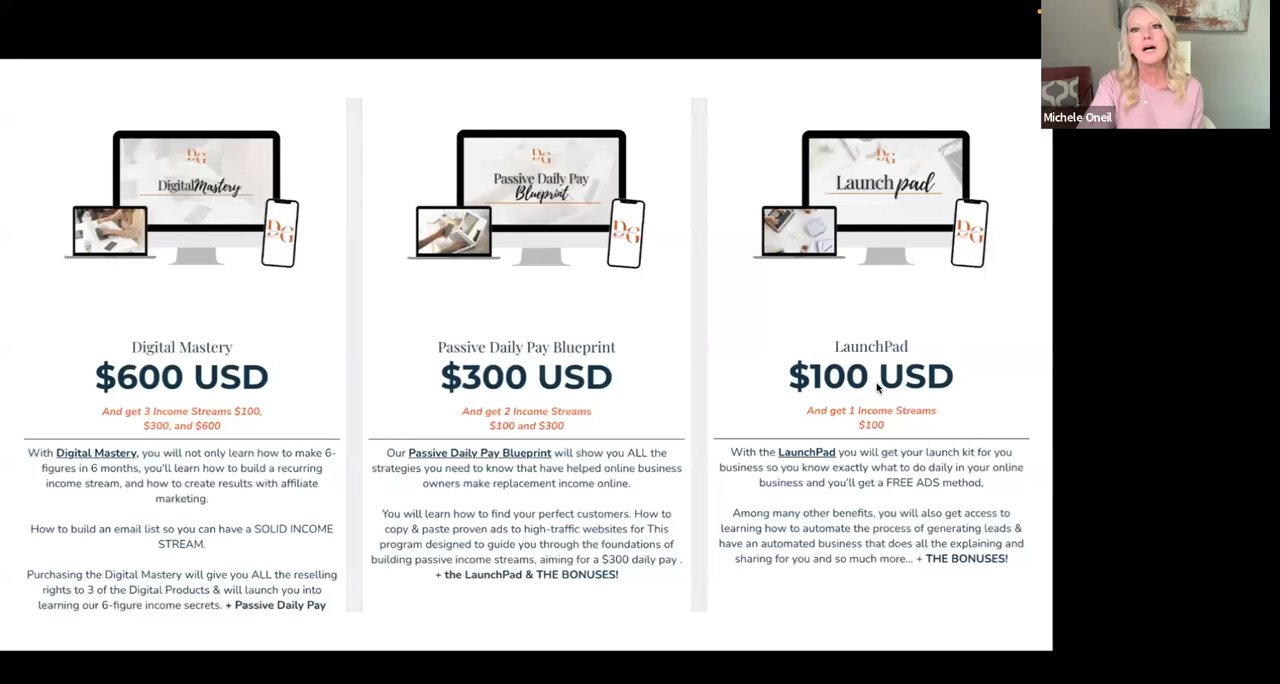 Michele Oneil
DG
DigitalMastery
DG
Digital Mastery
$600 USD
And get 3 Income Streams $100,
$300, and $600
With Digital Mastery, you will not only learn how to make 6-
figures in 6 months, you'll learn how to build a recurring
income stream, and how to create results with affiliate
marketing.
How to build an email list so you can have a SOLID INCOME
STREAM.
Purchasing the Digital Mastery will give you ALL the reselling
rights to 3 of the Digital Products & will launch you into
learning our 6-figure income secrets. + Passive Daily Pay
DG
Passive Daily Pay
Blueprint
DG
Passive Daily Pay Blueprint
$300 USD
And get 2 Income Streams
$100 and $300
Our Passive Daily Pay Blueprint will show you ALL the
strategies you need to know that have helped online business
owners make replacement income online.
You will learn how to find your perfect customers. How to
copy & paste proven ads to high-traffic websites for This
program designed to guide you through the foundations of
building passive income streams, aiming for a $300 daily pay .
+ the LaunchPad & THE BONUSES!
DG
Launch pad
DG
LaunchPad
$100 USD
And get 1 Income Streams
$100
With the LaunchPad you will get your launch kit for you
business so you know exactly what to do daily in your online
business and you'll get a FREE ADS method,
Among many other benefits, you will also get access to
learning how to automate the process of generating leads &
have an automated business that does all the explaining and
sharing for you and so much more... + THE BONUSES!